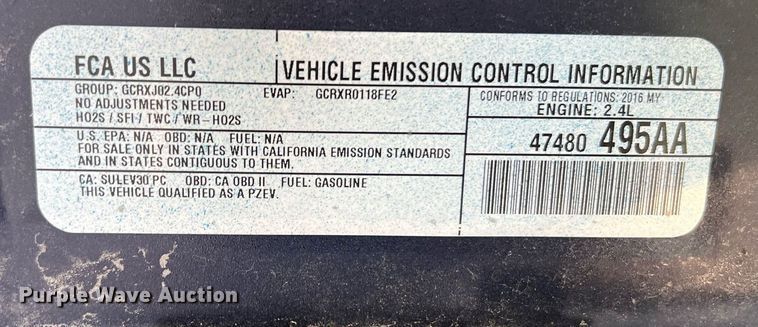 FCA US LLC
VEHICLE EMISSION CONTROL INFORMATION
GROUP: GCRXJ02.4CP0 EVAP: GCRXR0118FE2
NO ADJUSTMENTS NEEDED
HO2S / SFI / TWC / WR-HO2S
CONFORMS TO REGULATIONS: 2016 MY
ENGINE: 2.4L
U.S. EPA: N/A OBD: N/A FUEL: N/A
FOR SALE ONLY IN STATES WITH CALIFORNIA EMISSION STANDARDS
AND IN STATES CONTIGUOUS TO THEM.
47480 495AA
CA: SULEV30 PC OBD: CA OBD II FUEL: GASOLINE
THIS VEHICLE QUALIFIED AS A PZEV.
Purple Wave Auction